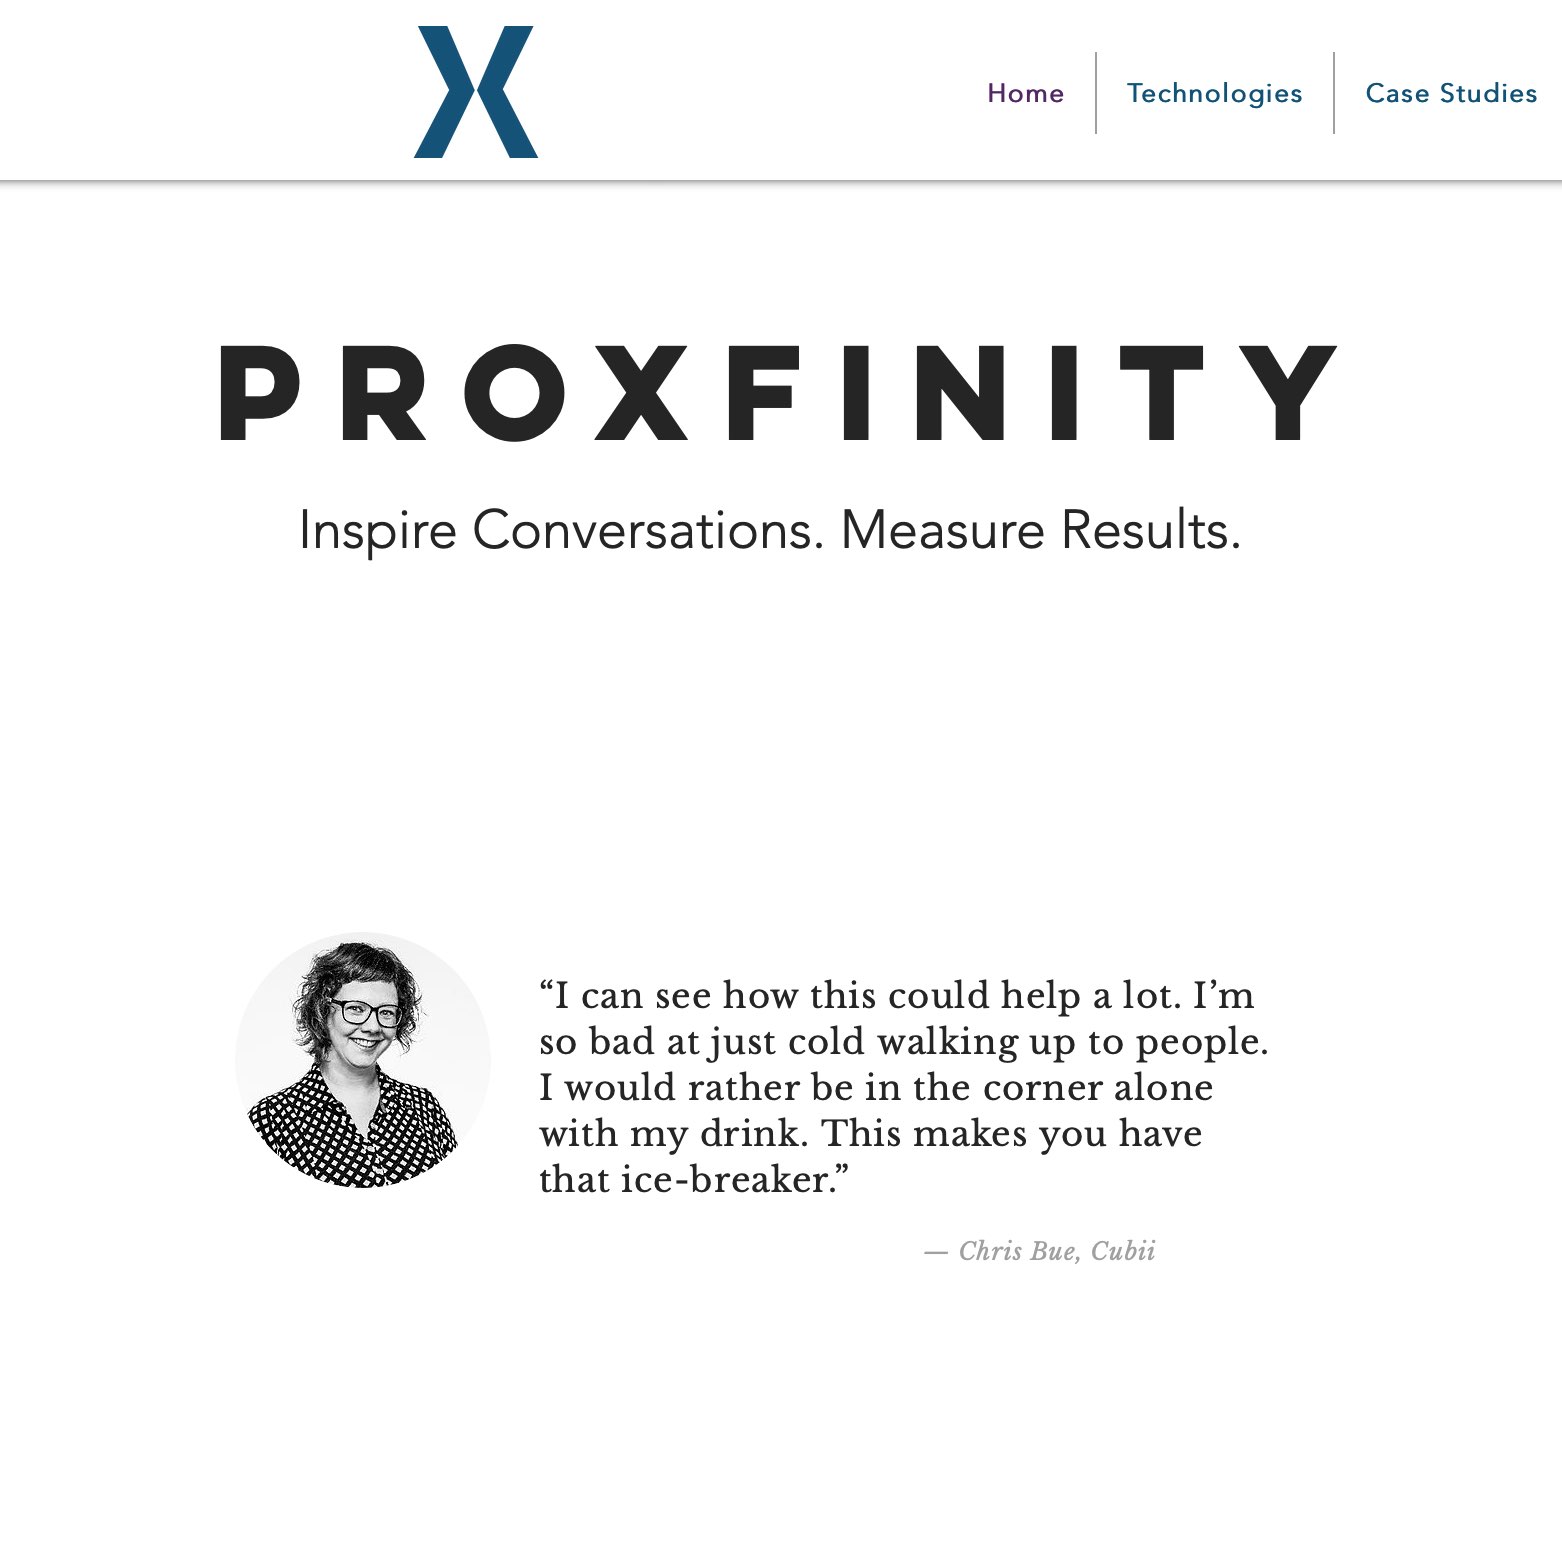 X
Home
Technologies
Case Studies
PROXFINITY
Inspire Conversations. Measure Results.
“I can see how this could help a lot. I’m
so bad at just cold walking up to people.
I would rather be in the corner alone
with my drink. This makes you have
that ice-breaker.”
— Chris Bue, Cubii